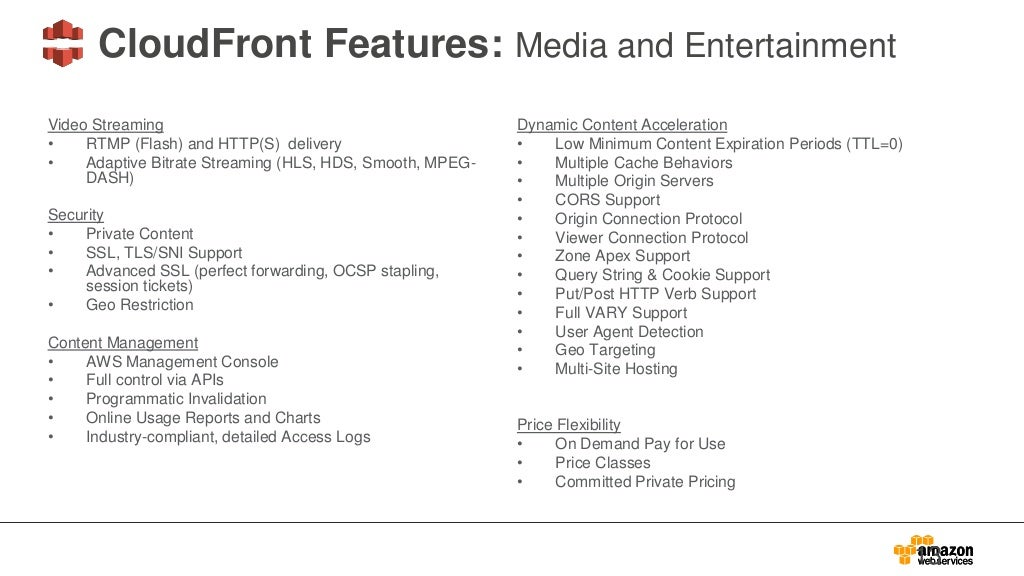 CloudFront Features: Media and Entertainment
Video Streaming
• RTMP (Flash) and HTTP(S) delivery
• Adaptive Bitrate Streaming (HLS, HDS, Smooth, MPEG-
DASH)
Security
• Private Content
• SSL, TLS/SNI Support
• Advanced SSL (perfect forwarding, OCSP stapling,
session tickets)
• Geo Restriction
Content Management
• AWS Management Console
• Full control via APIs
• Programmatic Invalidation
• Online Usage Reports and Charts
• Industry-compliant, detailed Access Logs
Dynamic Content Acceleration
• Low Minimum Content Expiration Periods (TTL=0)
• Multiple Cache Behaviors
• Multiple Origin Servers
• CORS Support
• Origin Connection Protocol
• Viewer Connection Protocol
• Zone Apex Support
• Query String & Cookie Support
• Put/Post HTTP Verb Support
• Full VARY Support
• User Agent Detection
• Geo Targeting
• Multi-Site Hosting
Price Flexibility
• On Demand Pay for Use
• Price Classes
• Committed Private Pricing
amazon
web services